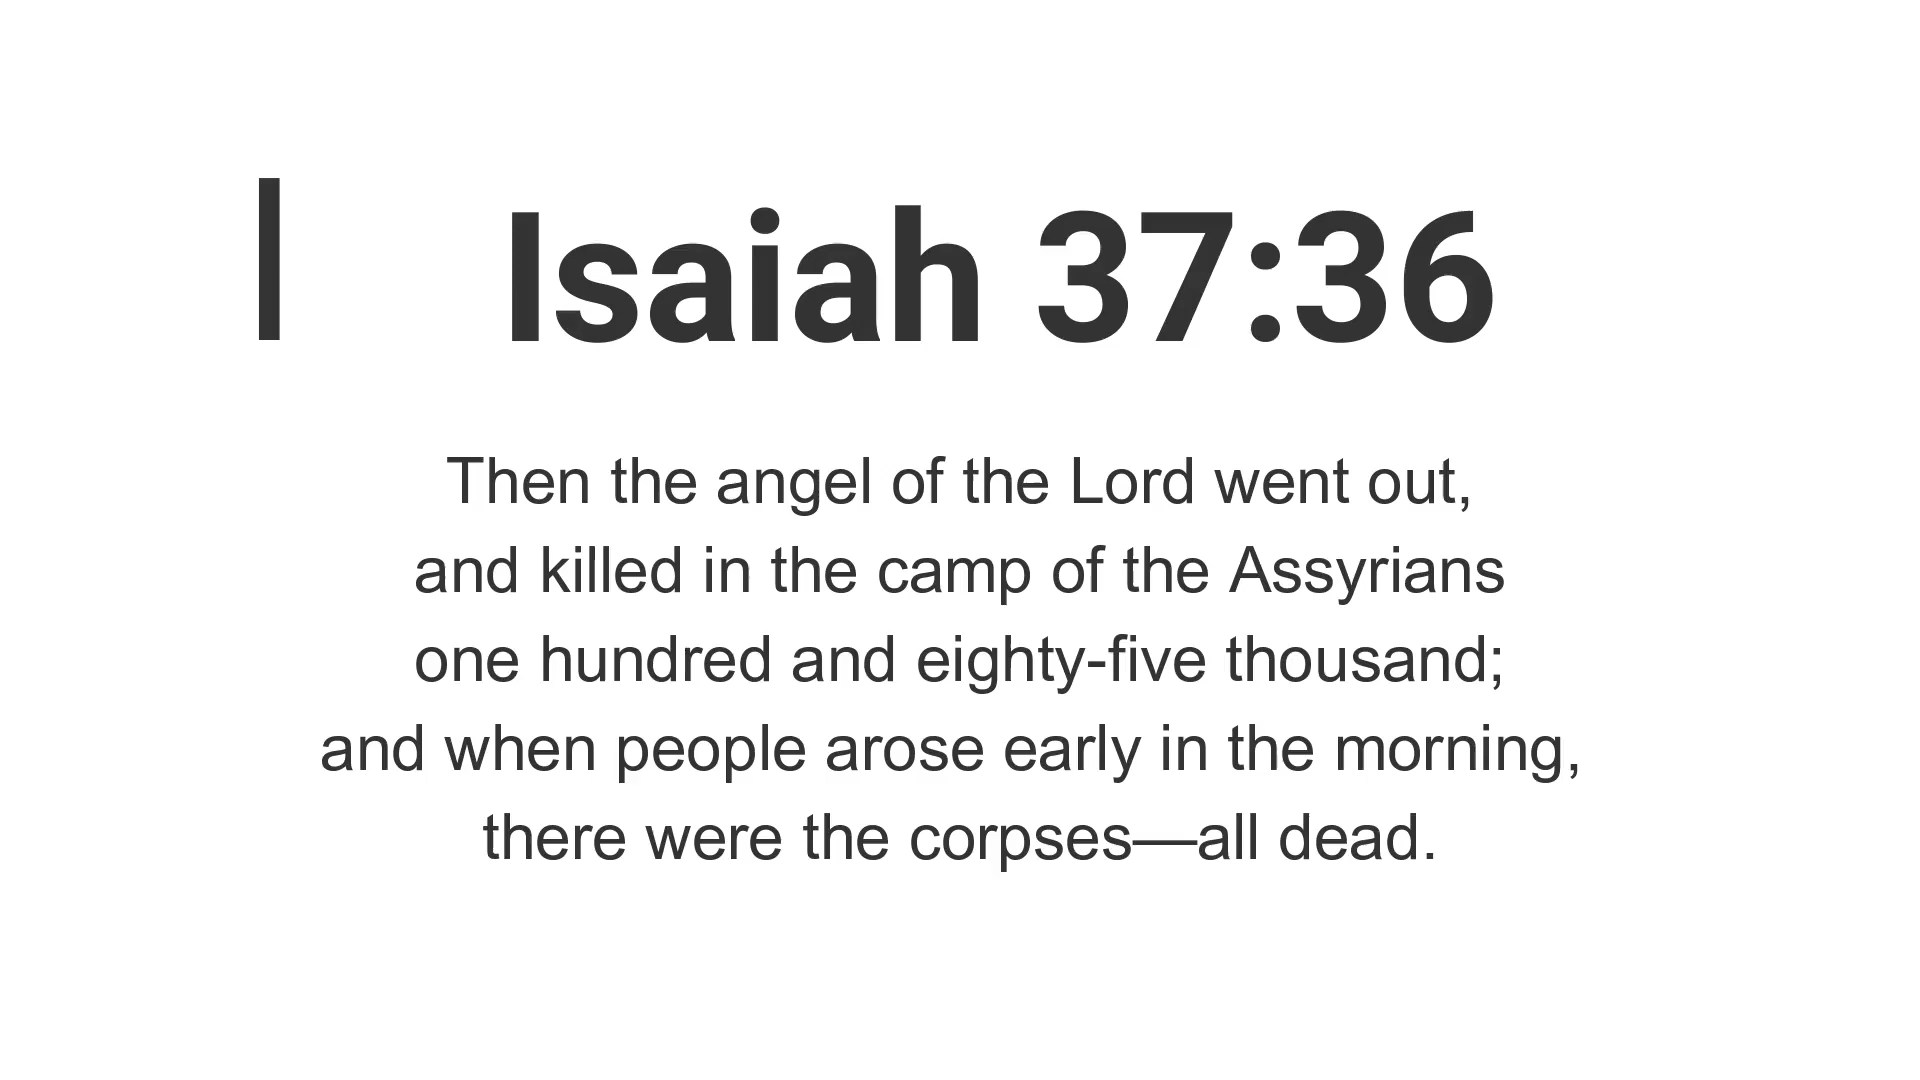 Isaiah 37:36
Then the angel of the Lord went out,
and killed in the camp of the Assyrians
one hundred and eighty-five thousand;
and when people arose early in the morning,
there were the corpses—all dead.